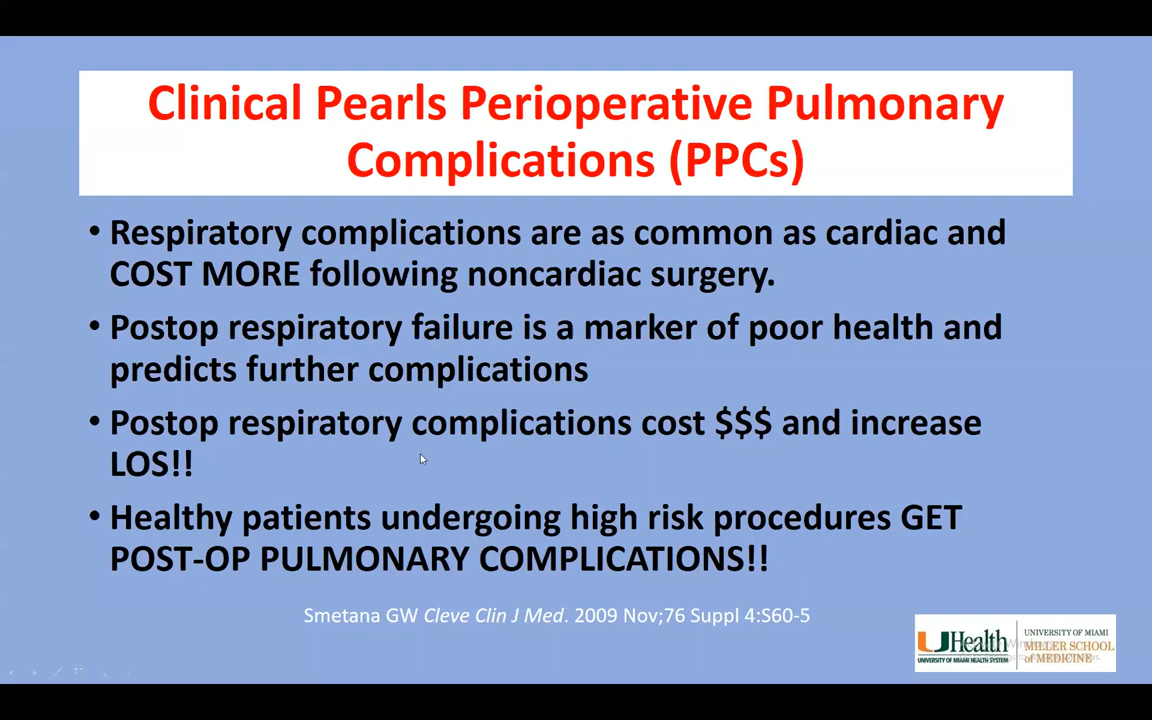 Clinical Pearls Perioperative Pulmonary
Complications (PPCs)
• Respiratory complications are as common as cardiac and
COST MORE following noncardiac surgery.
• Postop respiratory failure is a marker of poor health and
predicts further complications
• Postop respiratory complications cost $$$ and increase
LOS!!
• Healthy patients undergoing high risk procedures GET
POST-OP PULMONARY COMPLICATIONS!!
Smetana GW Cleve Clin J Med. 2009 Nov;76 Suppl 4:S60-5
UHealth
UNIVERSITY OF MIAMI HEALTH SYSTEM
UNIVERSITY OF MIAMI
MILLER SCHOOL
of MEDICINE